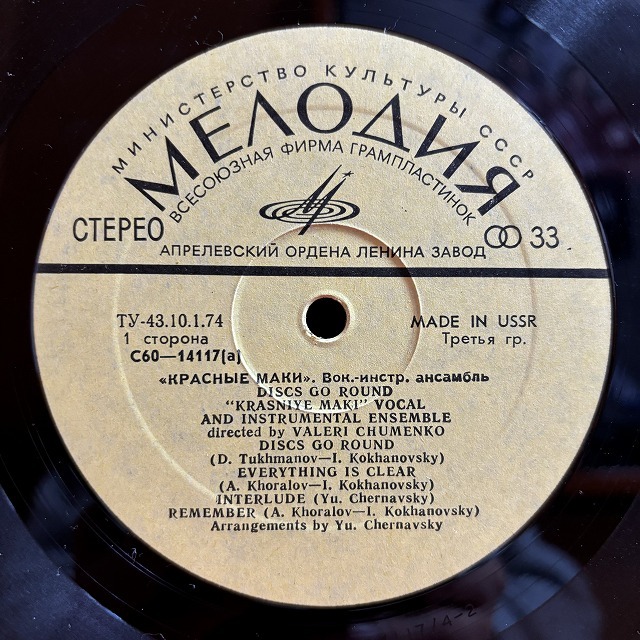 МИНИСТЕРСТВО КУЛЬТУРЫ СССР
МЕЛОДИЯ
ВСЕСОЮЗНАЯ ФИРМА ГРАМПЛАСТИНОК
СТЕРЕО
33
АПРЕЛЕВСКИЙ ОРДЕНА ЛЕНИНА ЗАВОД
ТУ-43.10.1.74
MADE IN USSR
1 сторона
Третья гр.
С60—14117(а)
«КРАСНЫЕ МАКИ». Вок.-инстр. ансамбль
DISCS GO ROUND
"KRASNIYE MAKI" VOCAL
AND INSTRUMENTAL ENSEMBLE
directed by VALERI CHUMENKO
DISCS GO ROUND
(D. Tukhmanov—I. Kokhanovsky)
EVERYTHING IS CLEAR
(A. Khoralov—I. Kokhanovsky)
INTERLUDE (Yu. Chernavsky)
REMEMBER (A. Khoralov—I. Kokhanovsky)
Arrangements by Yu. Chernavsky